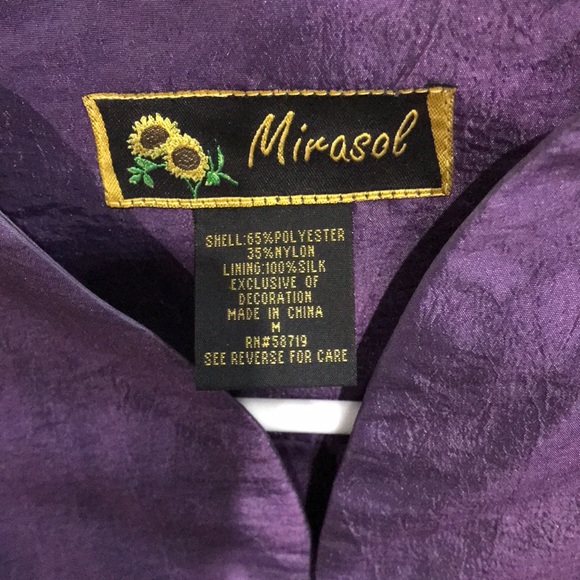 Mirasol
SHELL:65%POLYESTER
35%NYLON
LINING:100%SILK
EXCLUSIVE OF
DECORATION
MADE IN CHINA
M
RN#58719
SEE REVERSE FOR CARE